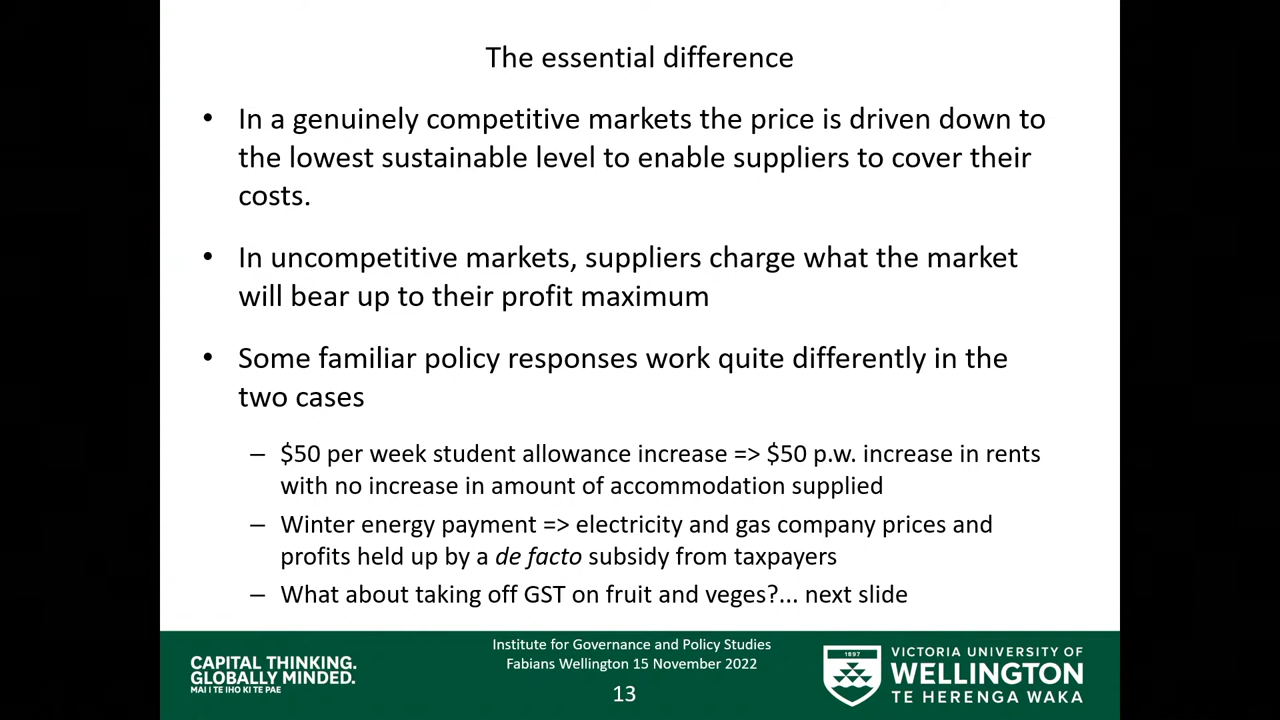 The essential difference
• In a genuinely competitive markets the price is driven down to
the lowest sustainable level to enable suppliers to cover their
costs.
• In uncompetitive markets, suppliers charge what the market
will bear up to their profit maximum
• Some familiar policy responses work quite differently in the
two cases
– $50 per week student allowance increase => $50 p.w. increase in rents
with no increase in amount of accommodation supplied
– Winter energy payment => electricity and gas company prices and
profits held up by a de facto subsidy from taxpayers
– What about taking off GST on fruit and veges?... next slide
Institute for Governance and Policy Studies
Fabians Wellington 15 November 2022
13
CAPITAL THINKING.
GLOBALLY MINDED.
MAI I TE IHO KI TE PAE
1897
VICTORIA UNIVERSITY OF
WELLINGTON
TE HERENGA WAKA